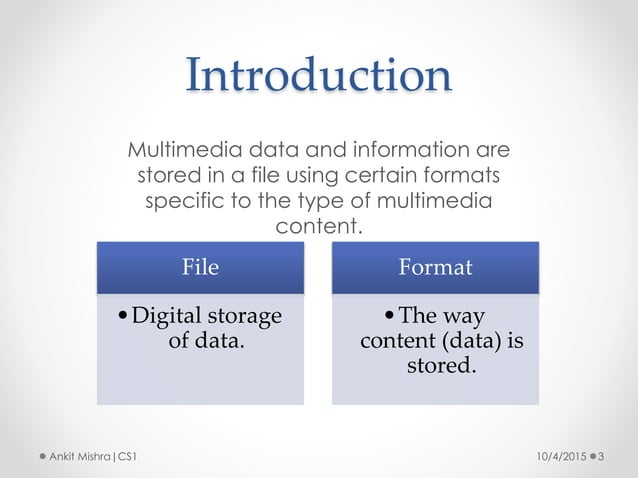 Introduction
Multimedia data and information are
stored in a file using certain formats
specific to the type of multimedia
content.
File
•Digital storage
of data.
Format
•The way
content (data) is
stored.
Ankit Mishra|CS1
10/4/2015
3